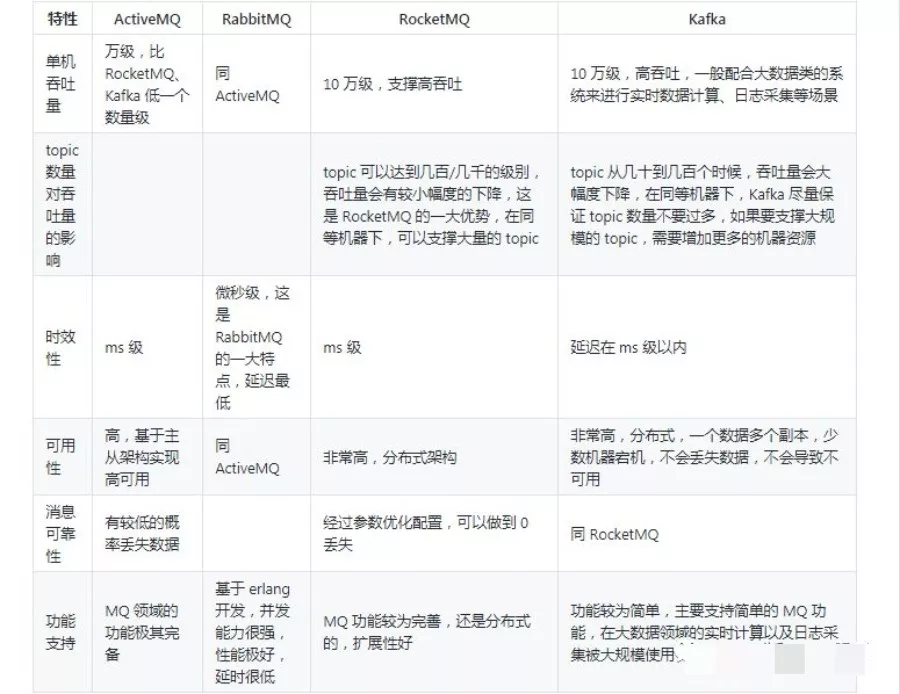 特性 ActiveMQ RabbitMQ RocketMQ Kafka
单机
吞吐
量
万级，比
RocketMQ、
Kafka 低一个
数量级
同
ActiveMQ
10 万级，支撑高吞吐
10 万级，高吞吐，一般配合大数据类的系
统来进行实时数据计算、日志采集等场景
topic
数量
对吞
吐量
的影
响
topic 可以达到几百/几千的级别，
吞吐量会有较小幅度的下降，这
是 RocketMQ 的一大优势，在同
等机器下，可以支撑大量的 topic
topic 从几十到几百个时候，吞吐量会大
幅度下降，在同等机器下，Kafka 尽量保
证 topic 数量不要过多，如果要支撑大规
模的 topic，需要增加更多的机器资源
时效
性
ms 级
微秒级，这
是
RabbitMQ
的一大特
点，延迟最
低
ms 级
延迟在 ms 级以内
可用
性
高，基于主
从架构实现
高可用
同
ActiveMQ
非常高，分布式架构
非常高，分布式，一个数据多个副本，少
数机器宕机，不会丢失数据，不会导致不
可用
消息
可靠
性
有较低的概
率丢失数据
经过参数优化配置，可以做到 0
丢失
同 RocketMQ
功能
支持
MQ 领域的
功能极其完
备
基于 erlang
开发，并发
能力很强，
性能极好，
延时很低
MQ 功能较为完善，还是分布式
的，扩展性好
功能较为简单，主要支持简单的 MQ 功
能，在大数据领域的实时计算以及日志采
集被大规模使用